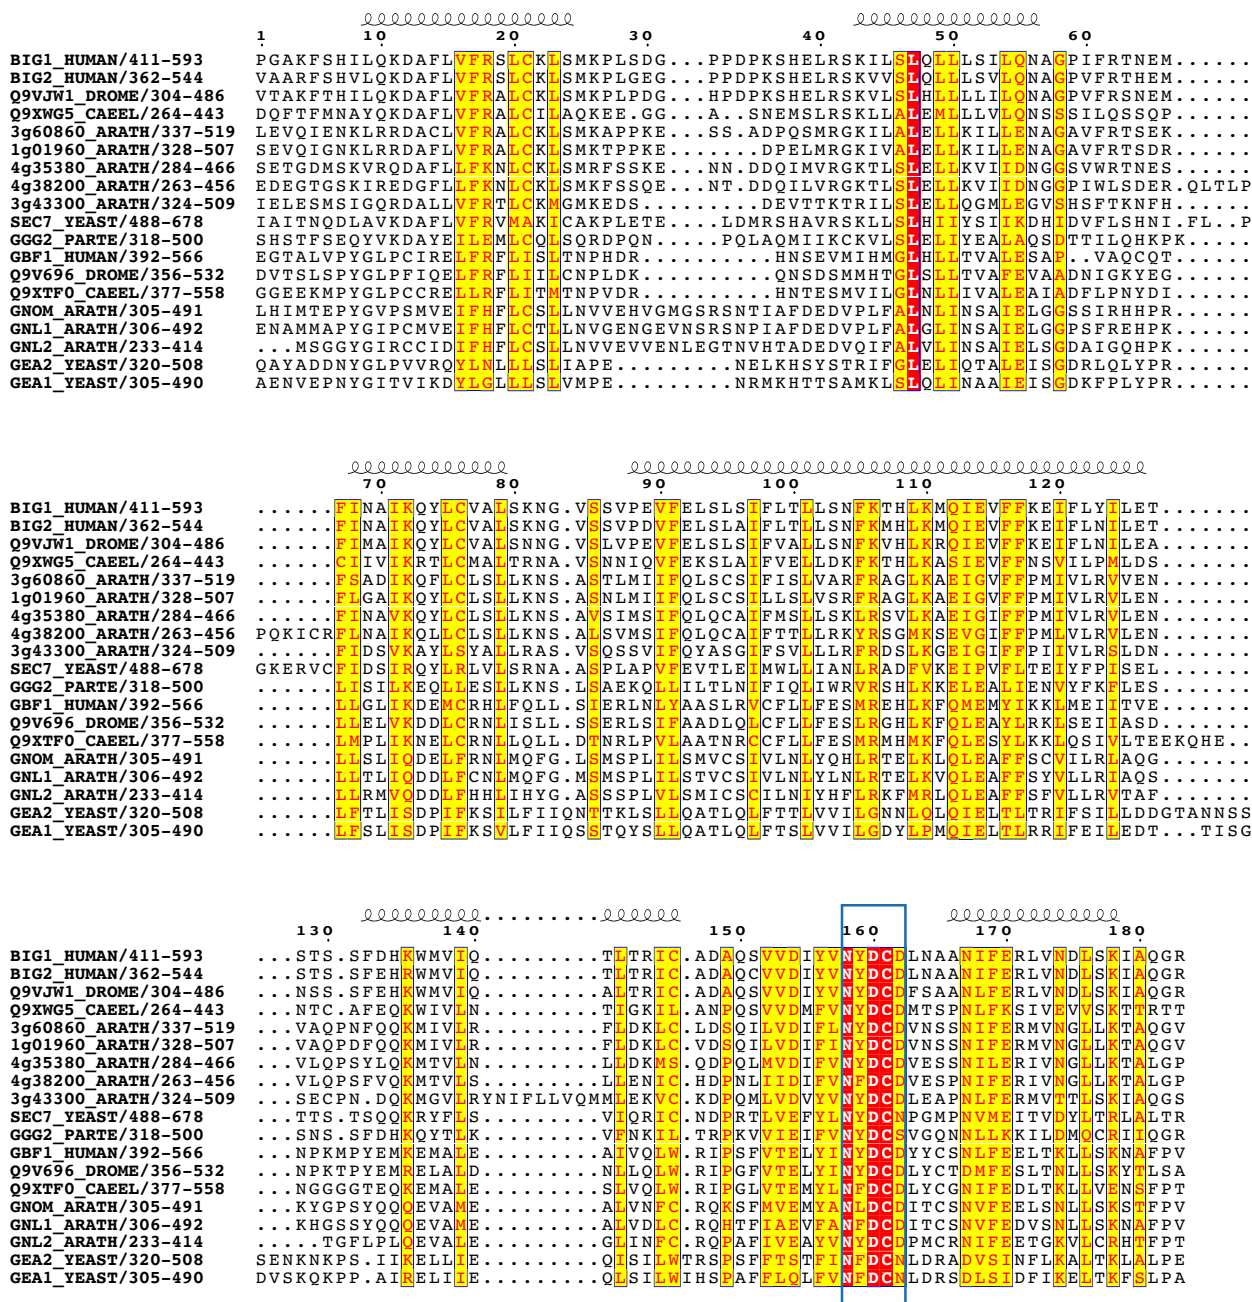 1 10 20 30 40 50 60
BIG1_HUMAN/411-593 PGAKFSHILQKDAFLVFRSLCKLSMKPLSDG...PPDPKSHELRSKILSLQLLLSILQNAGPIFRTNEM......
BIG2_HUMAN/362-544 VAARFSHVLQKDAFLVFRSLCKLSMKPLGEG...PPDPKSHELRSKVVSLQLLLSVLQNAGPVFRTHEM......
Q9VJW1_DROME/304-486 VTAKFTHILQKDAFLVFRALCKLSMKPLPDG...HPDPKSHELRSKVLSLHLLLLILQNAGPVFRSNEM......
Q9XWG5_CAEEL/264-443 DQFTFMNAYQKDAFLVFRALCILAQKEE.GG...A..SNEMSLRSKLLALEMLLLVLQNSSSILQSSQP......
3g60860_ARATH/337-519 LEVQIENKLRRDACLVFRALCKLSMKAPPKE...SS.ADPQSMRGKILALELLKILLENAGAVFRTSEK......
1g01960_ARATH/328-507 SEVQIGNKLRRDAFLVFRALCKLSMKTPPKE......DPELMRGKIVALELLKILLENAGAVFRTSDR......
4g35380_ARATH/284-466 SETGDMSKVRQDAFLLFKNLCKLSMRFSSKE...NN.DDQIMVRGKTLSLELLKVIIDNGGSVWRTNES......
4g38200_ARATH/263-456 EDEGTGSKIREDGFLLFKNLCKLSMKFSSQE...NT.DDQILVRGKTLSLELLKVIIDNGGPIWLSDER.QLTLP
3g43300_ARATH/324-509 IELESMSIGQRDALLVFRTLCKMGMKEDS........DEVTTKTRILSLELLQGMLEGVSHSFTKNFH......
SEC7_YEAST/488-678 IAITNQDLAVKDAFLVFRVMAKICAKPLETE....LDMRSHAVRSKLLSLHIIYSIIKDHIDVFLSHNI.FL..P
GGG2_PARTE/318-500 SHSTFSEQYVKDAYEILEMLCQLSQRDPQN.....PQLAQMIIKCKVLSLELIYEALAQSDTTILQHKPK.....
GBF1_HUMAN/392-566 EGTALVPYGLPCIRELFRFLISLTNPHDR..........HNSEVMIHMGLHLLTVALESAP..VAQCQT......
Q9V696_DROME/356-532 DVTSLSPYGLPFIQELFRFLIILCNPLDK..........QNSDSMMHTGLSLLTVAFEVAADNIGKYEG......
Q9XTF0_CAEEL/377-558 GGEEKMPYGLPCCRELLRFLITMTNPVDR..........HNTESMVILGLNLLIVALEAIADFLPNYDI......
GNOM_ARATH/305-491 LHIMTEPYGVPSMVEIFHFLCSLLNVVEHVGMGSRSNTIAFDEDVPLFALNLINSAIELGGSSIRHHPR......
GNL1_ARATH/306-492 ENAMMAPYGIPCMVEIFHFLCTLLNVGENGEVNSRSNPIAFDEDVPLFALGLINSAIELGGPSFREHPK......
GNL2_ARATH/233-414 ...MSGGYGIRCCIDIFHFLCSLLNVVEVVENLEGTNVHTADEDVQIFALVLINSAIELSGDAIGQHPK......
GEA2_YEAST/320-508 QAYADDNYGLPVVRQYLNLLLSLIAPE.........NELKHSYSTRIFGLELIQTALEISGDRLQLYPR......
GEA1_YEAST/305-490 AENVEPNYGITVIKDYLGLLLSLVMPE.........NRMKHTTSAMKLSLQLINAAIEISGDKFPLYPR......
70 80 90 100 110 120
BIG1_HUMAN/411-593 ......FINAIKQYLCVALSKNG.VSSVPEVFELSLSIFLTLLSNFKTHLKMQIEVFFKEIFLYILET.......
BIG2_HUMAN/362-544 ......FINAIKQYLCVALSKNG.VSSVPEVFELSLSIFLTLLSNFKMHLKMQIEVFFKEIFLNILET.......
Q9VJW1_DROME/304-486 ......FIMAIKQYLCVALSNNG.VSLVPEVFELSLSIFVALLSNFKVHLKRQIEVFFKEIFLNILEA.......
Q9XWG5_CAEEL/264-443 ......CIIVIKRTLCMALTRNA.VSNNIQVFEKSLAIFVELLDKFKTHLKASIEVFFNSVILPMLDS.......
3g60860_ARATH/337-519 ......FSADIKQFLCLSLLKNS.ASTLMIIFQLSCSIFISLVARFRAGLKAEIGVFFPMIVLRVVEN.......
1g01960_ARATH/328-507 ......FLGAIKQYLCLSLLKNS.ASNLMIIFQLSCSILLSLVSRFRAGLKAEIGVFFPMIVLRVLEN.......
4g35380_ARATH/284-466 ......FINAVKQYLCLSLLKNS.AVSIMSIFQLQCAIFMSLLSKLRSVLKAEIGIFFPMIVLRVLEN.......
4g38200_ARATH/263-456 PQKICRFLNAIKQLLCLSLLKNS.ALSVMSIFQLQCAIFTTLLRKYRSGMKSEVGIFFPMLVLRVLEN.......
3g43300_ARATH/324-509 ......FIDSVKAYLSYALLRAS.VSQSSVIFQYASGIFSVLLLRFRDSLKGEIGIFFPIIVLRSLDN.......
SEC7_YEAST/488-678 GKERVCFIDSIRQYLRLVLSRNA.ASPLAPVFEVTLEIMWLLIANLRADFVKEIPVFLTEIYFPISEL.......
GGG2_PARTE/318-500 ......LISILKEQLLESLLKNS.LSAEKQLLILTLNIFIQLIWRVRSHLKKELEALIENVYFKFLES.......
GBF1_HUMAN/392-566 ......LLGLIKDEMCRHLFQLL.SIERLNLYAASLRVCFLLFESMREHLKFQMEMYIKKLMEIITVE.......
Q9V696_DROME/356-532 ......LLELVKDDLCRNLISLL.SSERLSIFAADLQLCFLLFESLRGHLKFQLEAYLRKLSEIIASD.......
Q9XTF0_CAEEL/377-558 ......LMPLIKNELCRNLLQLL.DTNRLPVLAATNRCCFLLFESMRMHMKFQLESYLKKLQSIVLTEEKQHE..
GNOM_ARATH/305-491 ......LLSLIQDDLFRNLMQFG.LSMSPLILSMVCSIVLNLYQHLRTELKLQLEAFFSCVILRLAQG.......
GNL1_ARATH/306-492 ......LLTLIQDDLFCNLMQFG.MSMSPLILSTVCSIVLNLYLNLRTELKVQLEAFFSYVLLRIAQS.......
GNL2_ARATH/233-414 ......LLRMVQDDLFHHLIHYG.ASSSPLVLSMICSCILNIYHFLRKFMRLQLEAFFSFVLLRVTAF.......
GEA2_YEAST/320-508 ......LFTLISDPIFKSILFIIQNTTKLSLLQATLQLFTTLVVILGNNLQLQIELTLTRIFSILLDDGTANNSS
GEA1_YEAST/305-490 ......LFSLISDPIFKSVLFIIQSSTQYSLLQATLQLFTSLVVILGDYLPMQIELTLRRIFEILEDT...TISG
130 140 150 160 170 180
BIG1_HUMAN/411-593 ...STS.SFDHKWMVIQ..........TLTRIC.ADAQSVVDIYVNYDCDLNAANIFERLVNDLSKIAQGR
BIG2_HUMAN/362-544 ...STS.SFEHRWMVIQ..........TLTRIC.ADAQCVVDIYVNYDCDLNAANIFERLVNDLSKIAQGR
Q9VJW1_DROME/304-486 ...NSS.SFEHKWMVIQ..........ALTRIC.ADAQSVVDIYVNYDCDFSAANLFERLVNDLSKIAQGR
Q9XWG5_CAEEL/264-443 ...NTC.AFEQKWIVLN..........TIGKIL.ANPQSVVDMFVNYDCDMTSPNLFKSIVEVVSKTTRTT
3g60860_ARATH/337-519 ...VAQPNFQQKMIVLR..........FLDKLC.LDSQILVDIFLNYDCDVNSSNIFERMVNGLLKTAQGV
1g01960_ARATH/328-507 ...VAQPDFQQKMIVLR..........FLDKLC.VDSQILVDIFINYDCDVNSSNIFERMVNGLLKTAQGV
4g35380_ARATH/284-466 ...VLQPSYLQKMTVLN..........LLDKMS.QDPQLMVDIFVNYDCDVESSNIFERIVNGLLKTALGP
4g38200_ARATH/263-456 ...VLQPSFVQKMTVLS..........LLENIC.HDPNLIIDIFVNFDCDVESPNIFERIVNGLLKTALGP
3g43300_ARATH/324-509 ...SECPN.DQKMGVLRYNIFLLVQMMLEKVC.KDPQMLVDVYVNYDCDLEAPNLFERMVTTLSKIAQGS
SEC7_YEAST/488-678 ...TTS.TSQQKRYFLS..........VIQRIC.NDPRTLVEFYLNYDCNPGMPNVMEITVDYLTRLALTR
GGG2_PARTE/318-500 ...SNS.SFDHKQYTLK..........VFNKIL.TRPKVVIEIFVNYDCSVGQNNLLKKILDMQCRIIQGR
GBF1_HUMAN/392-566 ...NPKMPYEMKEMALE..........AIVQLW.RIPSFVTELYINYDCDYYCSNLFEELTKLLSKNAFPV
Q9V696_DROME/356-532 ...NPKTPYEMRELALD..........NLLQLW.RIPGFVTELYINYDCDLYCTDMFESLTNLLSKYTLSA
Q9XTF0_CAEEL/377-558 ...NGGGGTEQKEMALE..........SLVQLW.RIPGLVTEMYLNFDCDLYCGNIFEDLTKLLVENSFPT
GNOM_ARATH/305-491 ...KYGPSYQQQEVAME..........ALVNFC.RQKSFMVEMYANLDCDITCSNVFEELSNLLSKSTFPV
GNL1_ARATH/306-492 ...KHGSSYQQQEVAME..........ALVDLC.RQHTFIAEVFANFDCDITCSNVFEDVSNLLSKNAFPV
GNL2_ARATH/233-414 .....TGFLPLQEVALE..........GLINFC.RQPAFIVEAYVNYDCDPMCRNIFEETGKVLCRHTFPT
GEA2_YEAST/320-508 SENKNKPS.IIKELLIE..........QISILWTRSPSFFTSTFINFNCNLDRADVSINFLKALTKLALPE
GEA1_YEAST/305-490 DVSKQKPP.AIRELIIE..........QLSILWIHSPAFFLQLFVNFDCNLDRSDLSIDFIKELTKFSLPA